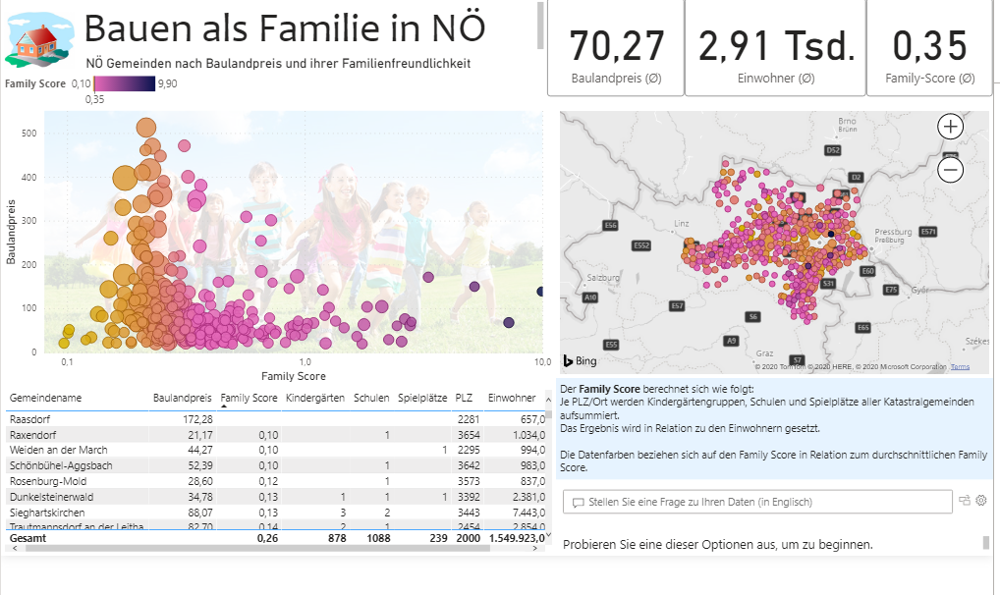 Bauen als Familie in NÖ
NÖ Gemeinden nach Baulandpreis und ihrer Familienfreundlichkeit
Family Score 0,10 9,90
0,35
70,27
Baulandpreis (Ø)
2,91 Tsd.
Einwohner (Ø)
0,35
Family-Score (Ø)
Baulandpreis
500
400
300
200
100
0
0.1 1.0 10.0
Family Score
Brno
Brünn
D52
D2
E56
Linz
E552
Pressburg
Preßburg
E571
E60
Salzburg
S31
E75
Győr
A10
E57
S6
E65
E55
A9
Graz
S7
Székes
Bing
© 2020 TomTom © 2020 HERE, © 2020 Microsoft Corporation Terms
Gemeindename Baulandpreis Family Score Kindergärten Schulen Spielplätze PLZ Einwohner
Raasdorf 172,28 2281 657,0
Raxendorf 21,17 0,10 1 3654 1.034,0
Weiden an der March 44,27 0,10 1 2295 994,0
Schönbühel-Aggsbach 52,39 0,10 1 3642 983,0
Rosenburg-Mold 28,60 0,12 1 3573 837,0
Dunkelsteinerwald 34,78 0,13 1 1 1 3392 2.381,0
Sieghartskirchen 88,07 0,13 3 2 3443 7.443,0
Trautmannsdorf an der Leitha 82,70 0,14 2 1 2454 2.854,0
Gesamt 0,26 878 1088 239 2000 1.549.923,0
Der Family Score berechnet sich wie folgt:
Je PLZ/Ort werden Kindergärtengruppen, Schulen und Spielplätze aller Katastralgemeinden
aufsummiert.
Das Ergebnis wird in Relation zu den Einwohnern gesetzt.
Die Datenfarben beziehen sich auf den Family Score in Relation zum durchschnittlichen Family
Score.
Stellen Sie eine Frage zu Ihren Daten (in Englisch)
Probieren Sie eine dieser Optionen aus, um zu beginnen.